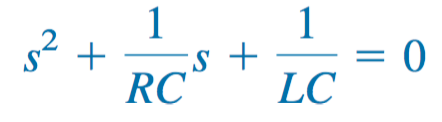 s² + 1/RC s + 1/LC = 0